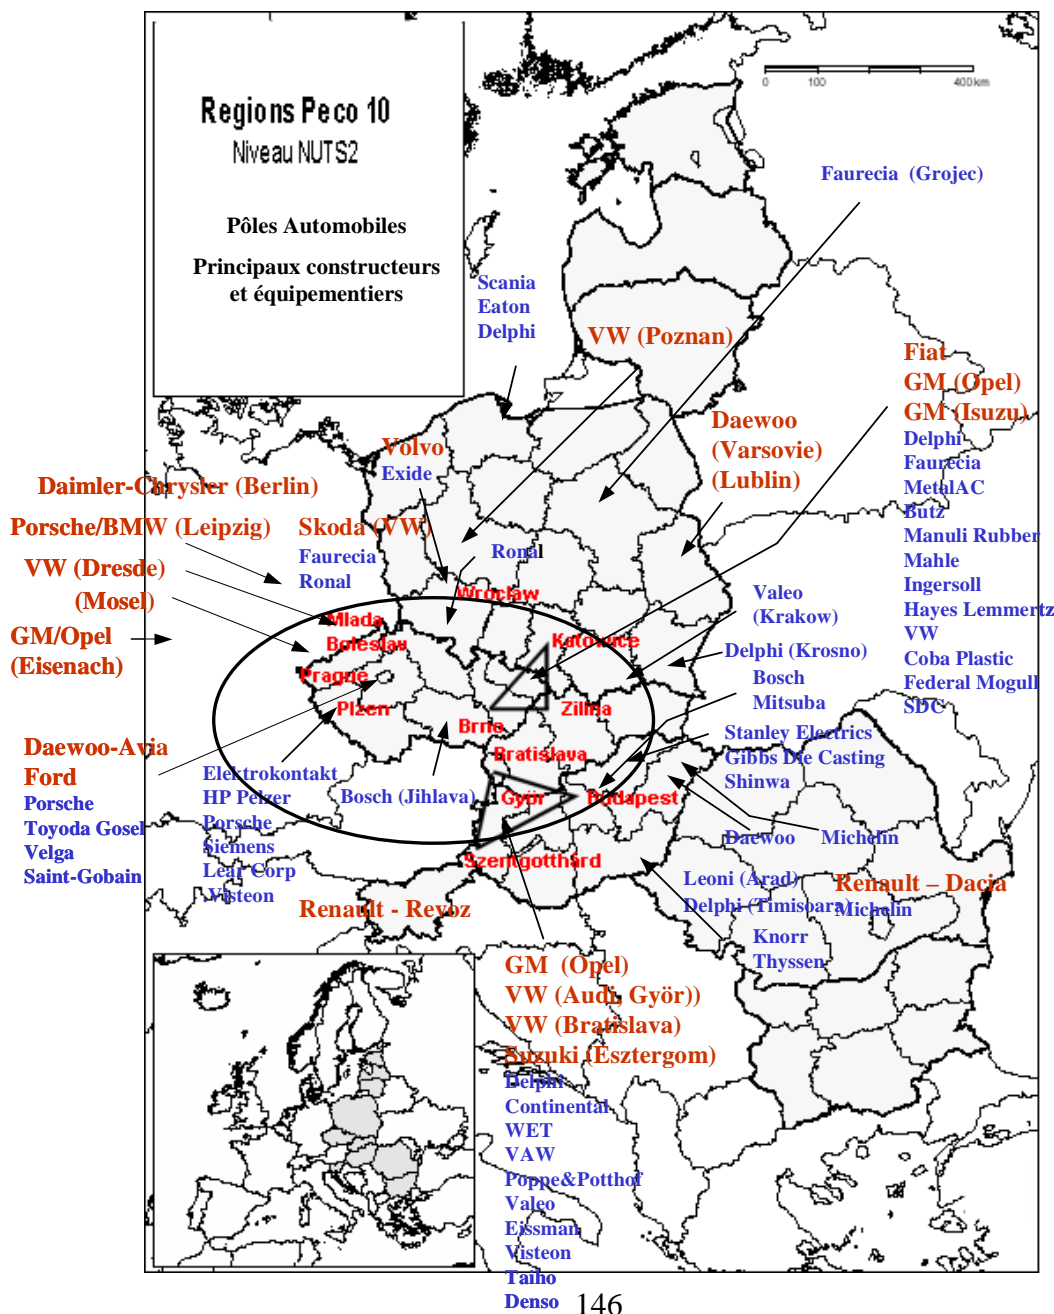 Regions Peco 10
Niveau NUTS2
Pôles Automobiles
Principaux constructeurs
et équipementiers
0 100 400 km
Faurecia (Grojec)
Scania
Eaton
Delphi
VW (Poznan)
Fiat
GM (Opel)
GM (Isuzu)
Delphi
Faurecia
MetalAC
Butz
Manuli Rubber
Mahle
Ingersoll
Hayes Lemmertz
VW
Coba Plastic
Federal Mogull
SDC
Daewoo
(Varsovie)
(Lublin)
Volvo
Exide
Daimler-Chrysler (Berlin)
Porsche/BMW (Leipzig)
Skoda (VW)
Faurecia
Ronal
Ronal
VW (Dresde)
(Mosel)
GM/Opel
(Eisenach)
Wroclaw
Mlada
Boleslav
Prague
Plzen
Katowice
Zilina
Brno
Bratislava
Györ
Budapest
Szentgotthard
Valeo
(Krakow)
Delphi (Krosno)
Bosch
Mitsuba
Stanley Electrics
Gibbs Die Casting
Shinwa
Daewoo-Avia
Ford
Porsche
Toyoda Gosel
Velga
Saint-Gobain
Elektrokontakt
HP Pelzer
Porsche
Siemens
Lear Corp
Visteon
Bosch (Jihlava)
Daewoo
Michelin
Leoni (Arad)
Delphi (Timisoara)
Renault – Dacia
Michelin
Knorr
Thyssen
Renault - Revoz
GM (Opel)
VW (Audi, Györ))
VW (Bratislava)
Suzuki (Esztergom)
Delphi
Continental
WET
VAW
Poppe&Potthof
Valeo
Eissman
Visteon
Taiho
Denso
146